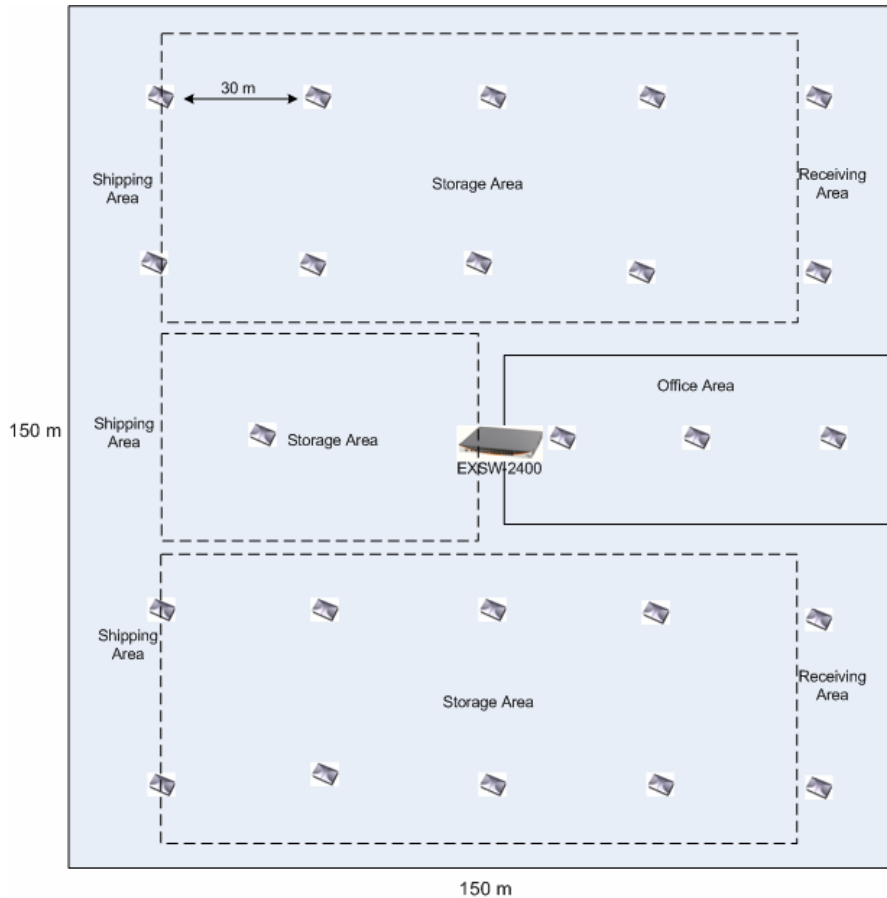 30 m
Shipping
Area
Storage Area
Receiving
Area
150 m
Shipping
Area
Storage Area
Office Area
EXSW-2400
Shipping
Area
Storage Area
Receiving
Area
150 m